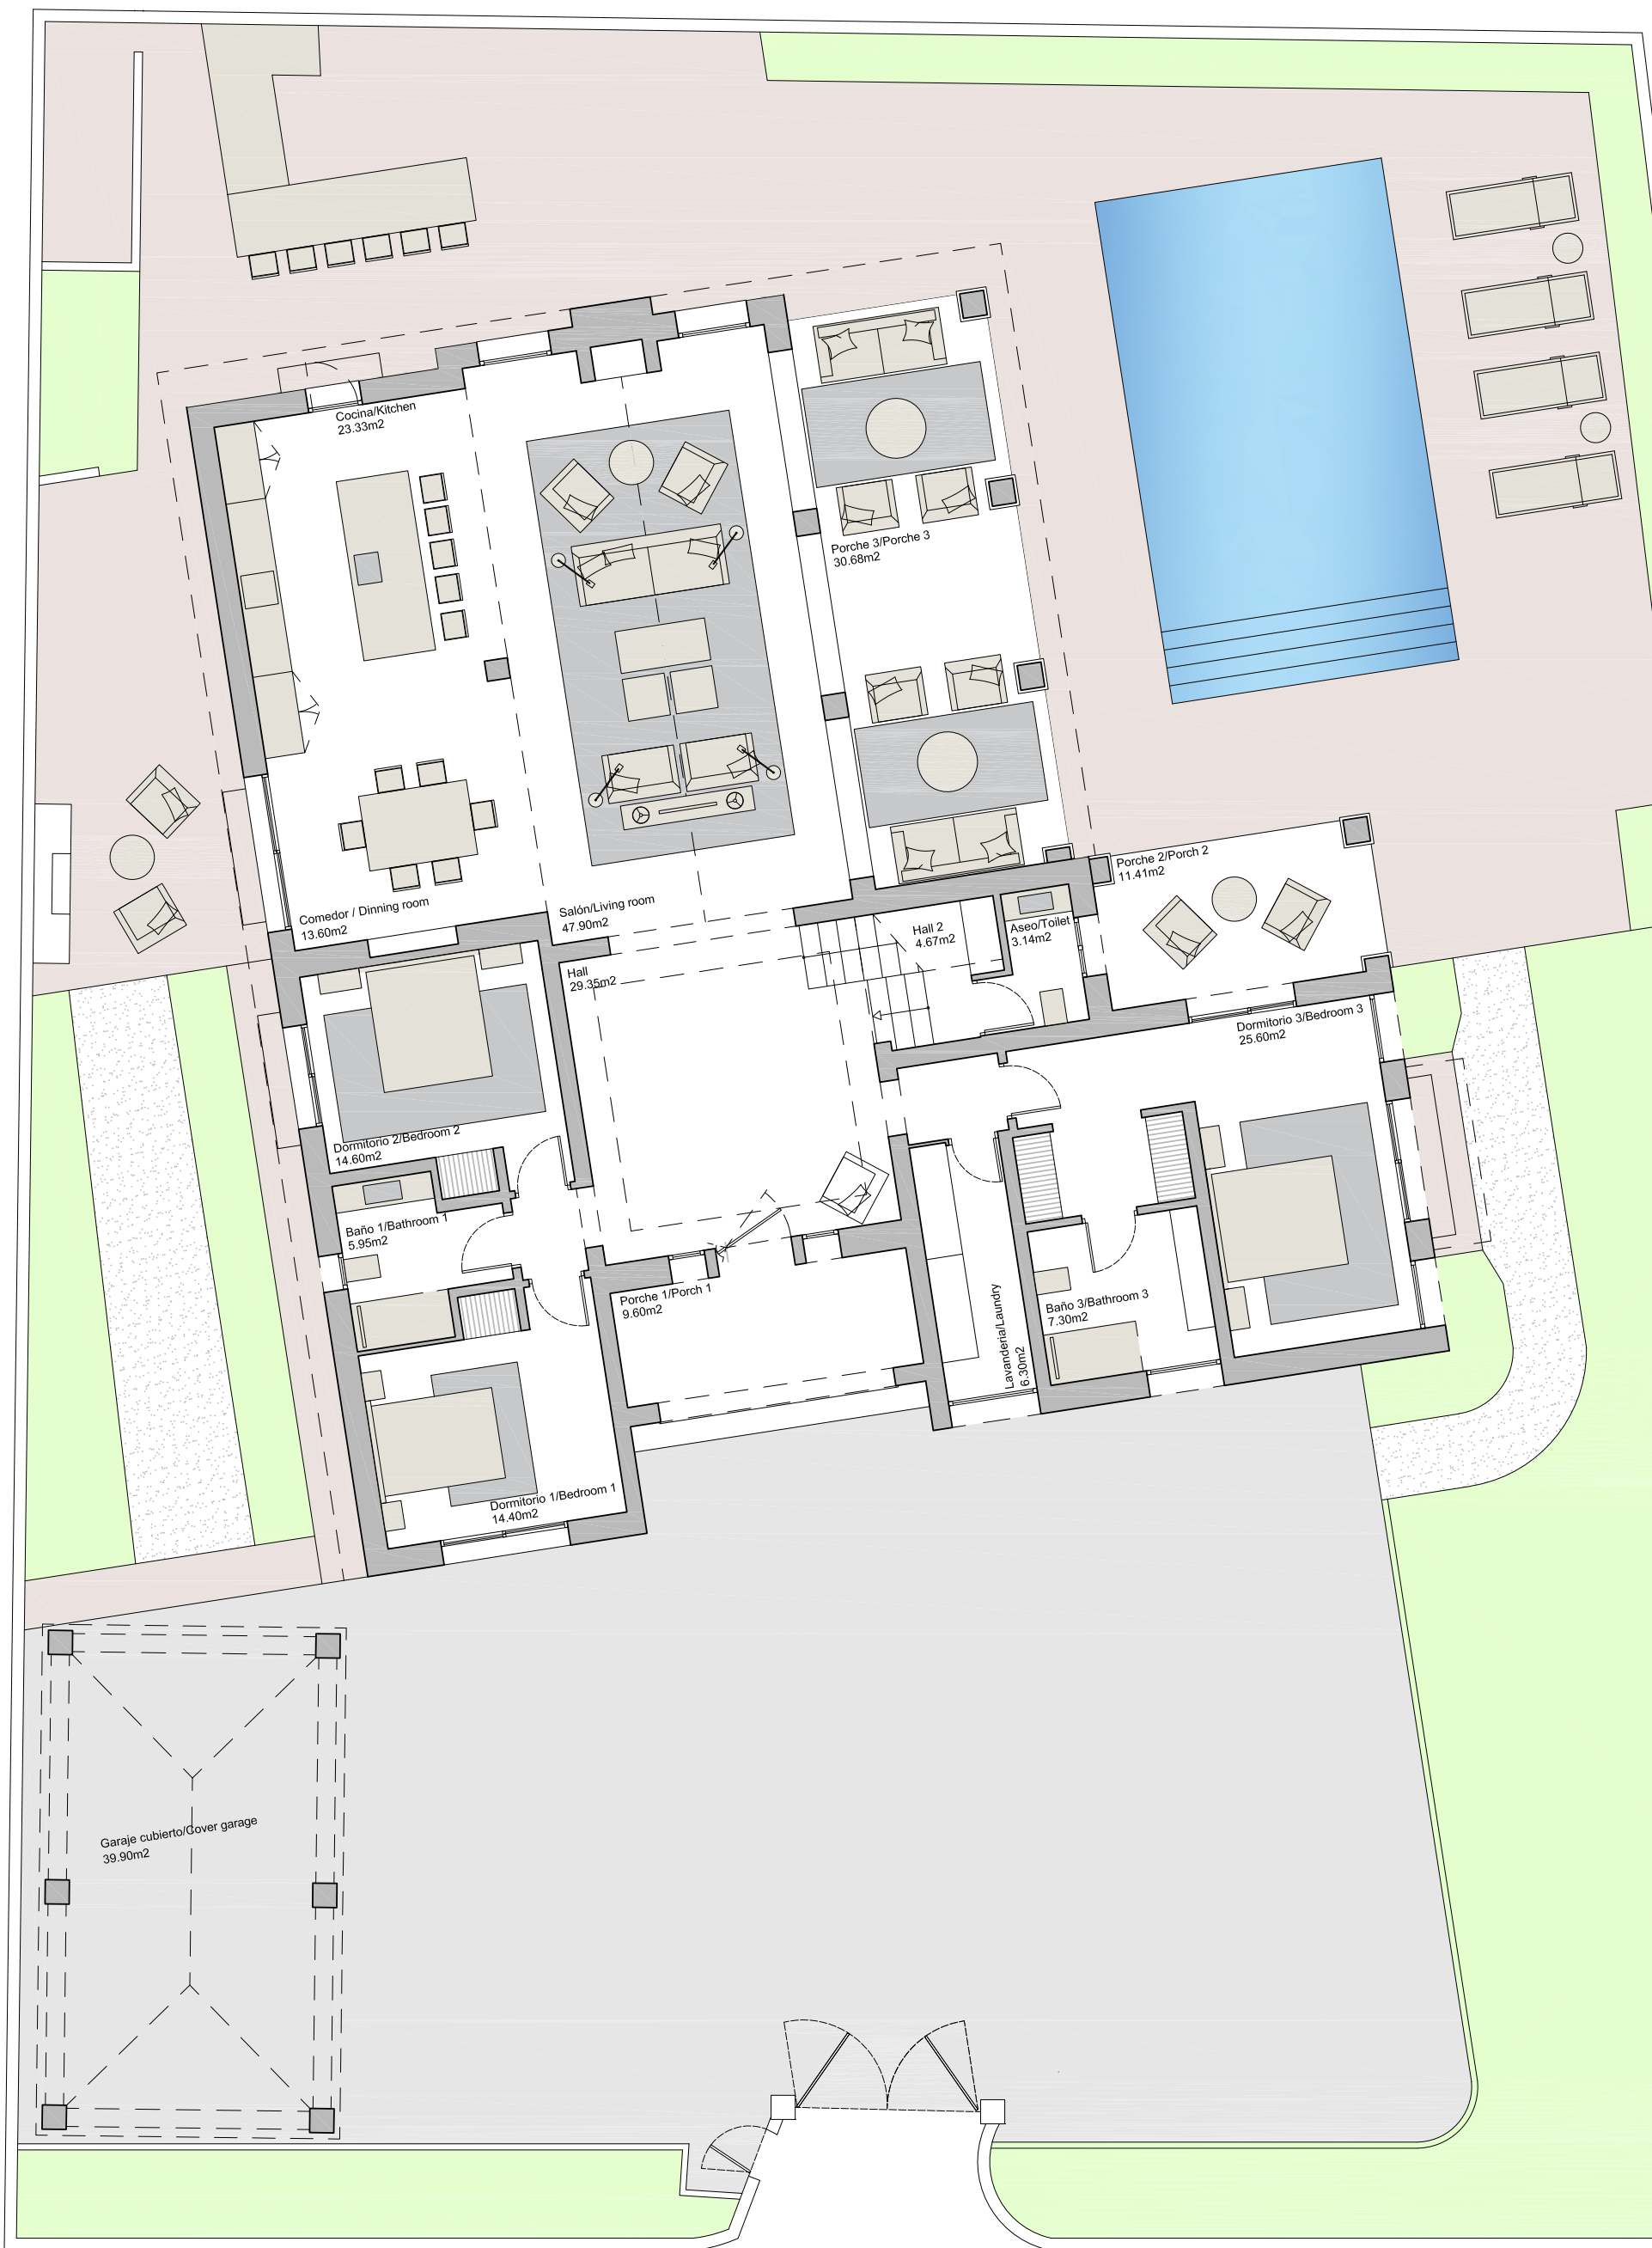 Cocina/Kitchen
23.33m2
Porche 3/Porche 3
30.68m2
Comedor / Dinning room
13.60m2
Salón/Living room
47.90m2
Porche 2/Porch 2
11.41m2
Hall 2
4.67m2
Aseo/Toilet
3.14m2
Hall
29.35m2
Dormitorio 3/Bedroom 3
25.60m2
Dormitorio 2/Bedroom 2
14.60m2
Baño 1/Bathroom 1
5.95m2
Porche 1/Porch 1
9.60m2
Lavanderia/Laundry
6.30m2
Baño 3/Bathroom 3
7.30m2
Dormitorio 1/Bedroom 1
14.40m2
Garaje cubierto/Cover garage
39.90m2